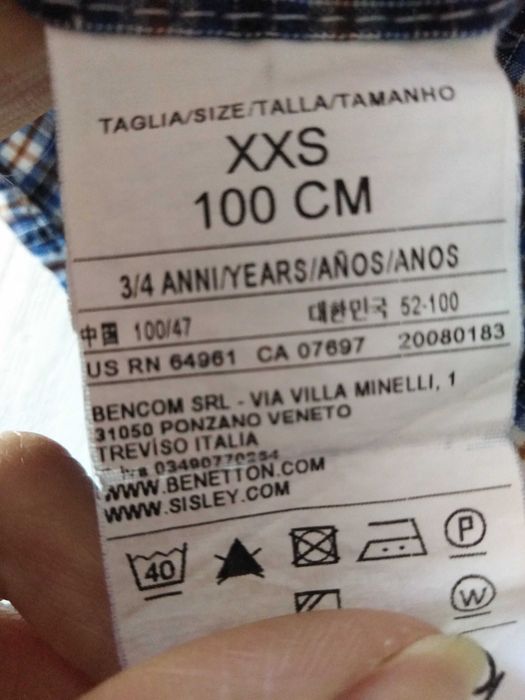 TAGLIA/SIZE/TALLA/TAMANHO
XXS
100 CM
3/4 ANNI/YEARS/AÑOS/ANOS
中国 100/47 대한민국 52-100
US RN 64961 CA 07697 20080183
BENCOM SRL - VIA VILLA MINELLI, 1
31050 PONZANO VENETO
TREVISO ITALIA
WWW.BENETTON.COM
WWW.SISLEY.COM
40
P
W